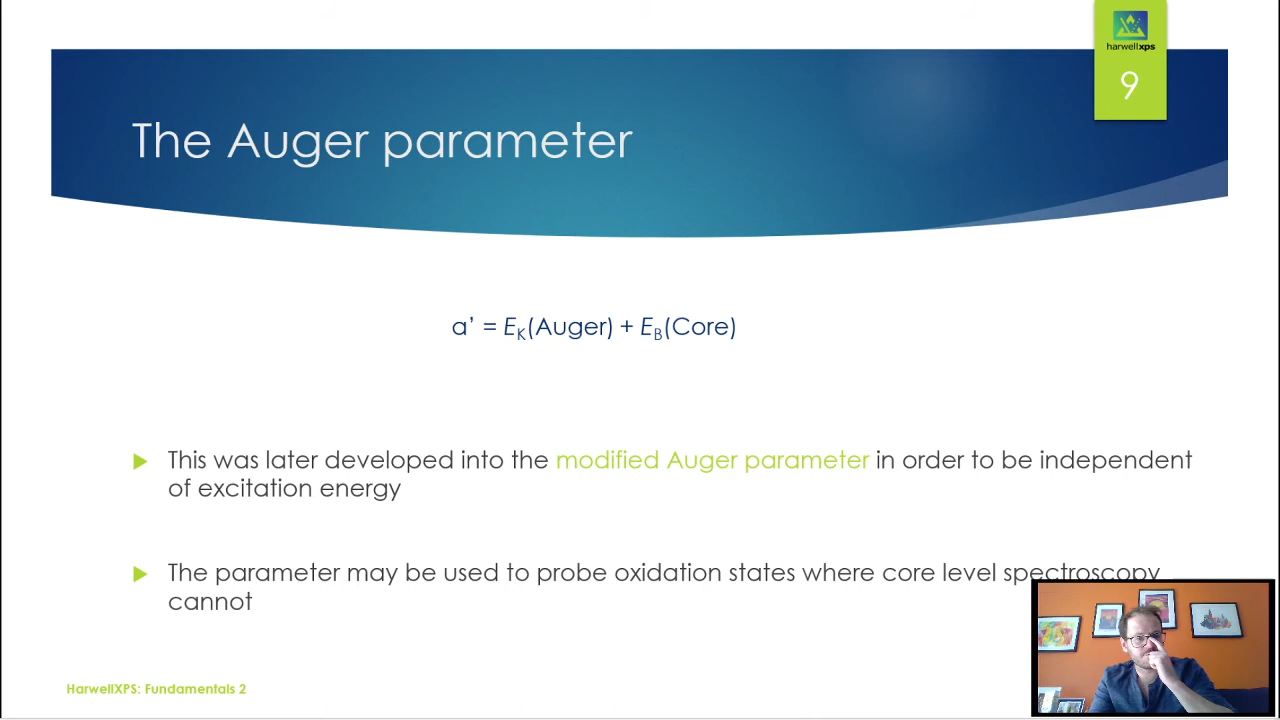 harwellxps
9
The Auger parameter
α’ = EK(Auger) + EB(Core)
This was later developed into the modified Auger parameter in order to be independent
of excitation energy
The parameter may be used to probe oxidation states where core level spectroscopy
cannot
HarwellXPS: Fundamentals 2